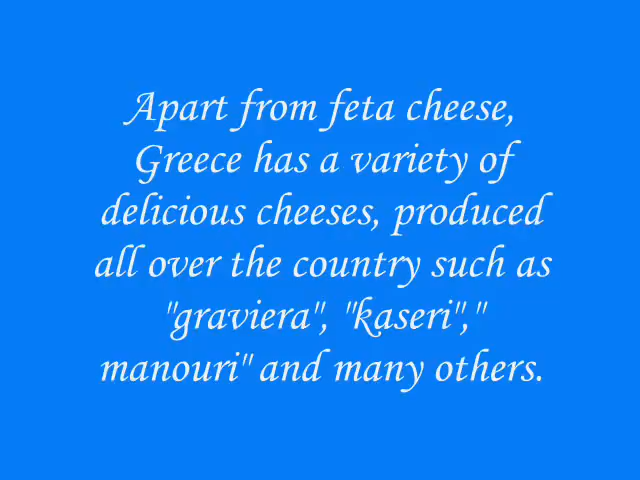 Apart from feta cheese,
Greece has a variety of
delicious cheeses, produced
all over the country such as
"graviera", "kaseri","
manouri" and many others.